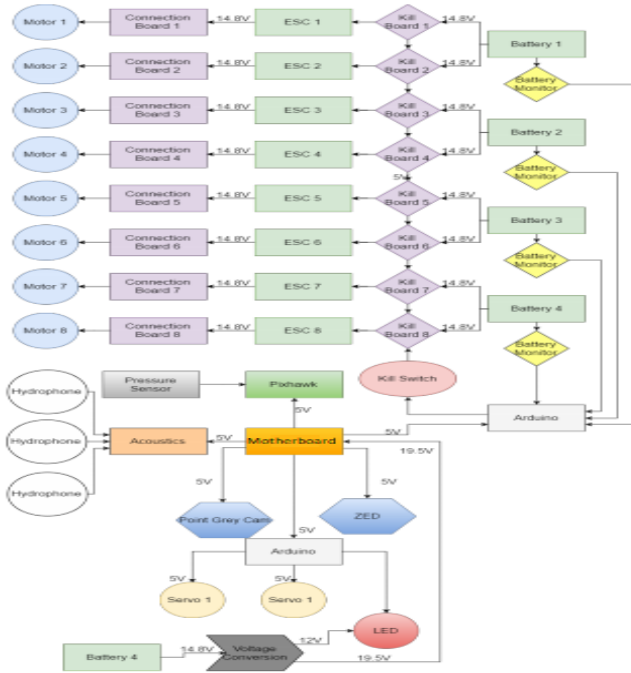 Motor 1
Connection
Board 1
14.8V
ESC 1
Kill
Board 1
14.8V
Battery 1
Motor 2
Connection
Board 2
14.8V
ESC 2
Kill
Board 2
14.8V
Battery
Monitor
Motor 3
Connection
Board 3
14.8V
ESC 3
Kill
Board 3
14.8V
Battery 2
Motor 4
Connection
Board 4
14.8V
ESC 4
Kill
Board 4
14.8V
Battery
Monitor
5V
Motor 5
Connection
Board 5
14.8V
ESC 5
Kill
Board 5
14.8V
Battery 3
Motor 6
Connection
Board 6
14.8V
ESC 6
Kill
Board 6
14.8V
Battery
Monitor
Motor 7
Connection
Board 7
14.8V
ESC 7
Kill
Board 7
14.8V
Battery 4
Motor 8
Connection
Board 8
14.8V
ESC 8
Kill
Board 8
14.8V
Battery
Monitor
Hydrophone
Pressure
Sensor
Pixhawk
Kill Switch
Arduino
5V
Hydrophone
Acoustics
5V
Motherboard
5V
19.5V
Hydrophone
5V
5V
Point Grey Cam
ZED
5V
Arduino
5V
5V
Servo 1
Servo 1
LED
Battery 4
14.8V
Voltage
Conversion
12V
19.5V